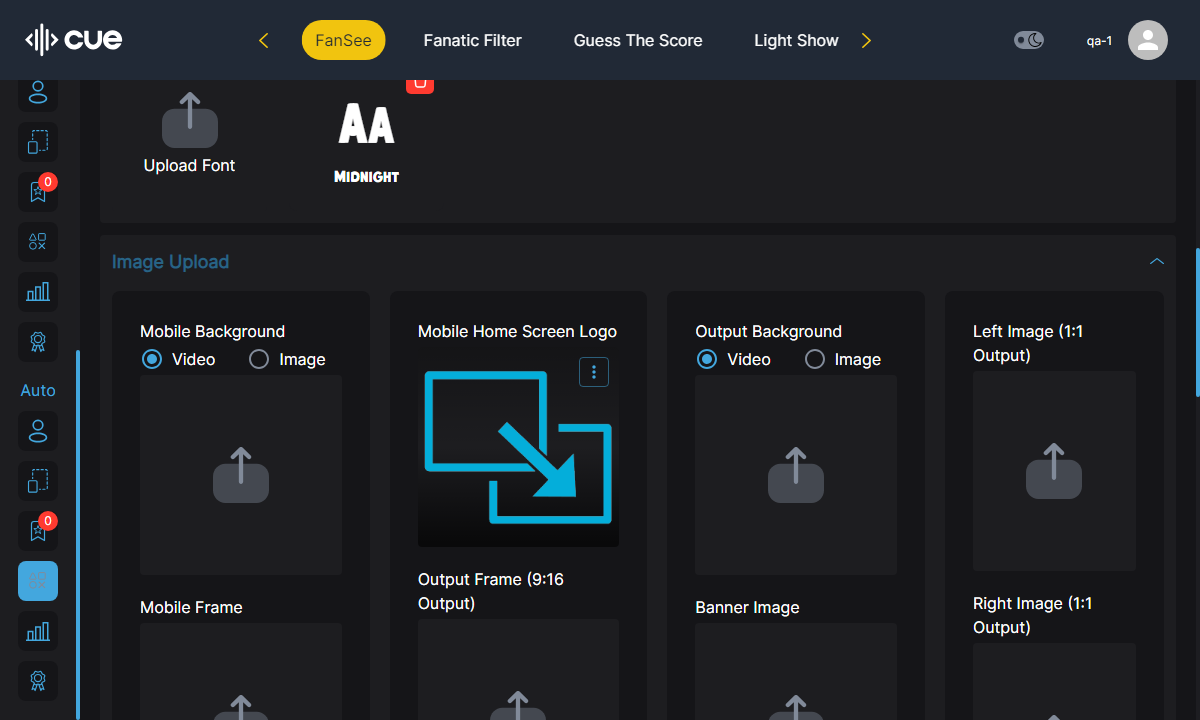 cue
FanSee
Fanatic Filter
Guess The Score
Light Show
qa-1
Upload Font
AA
MIDNIGHT
0
Image Upload
Mobile Background
Video
Image
Mobile Home Screen Logo
Output Background
Video
Image
Left Image (1:1
Output)
Auto
0
Mobile Frame
Output Frame (9:16
Output)
Banner Image
Right Image (1:1
Output)